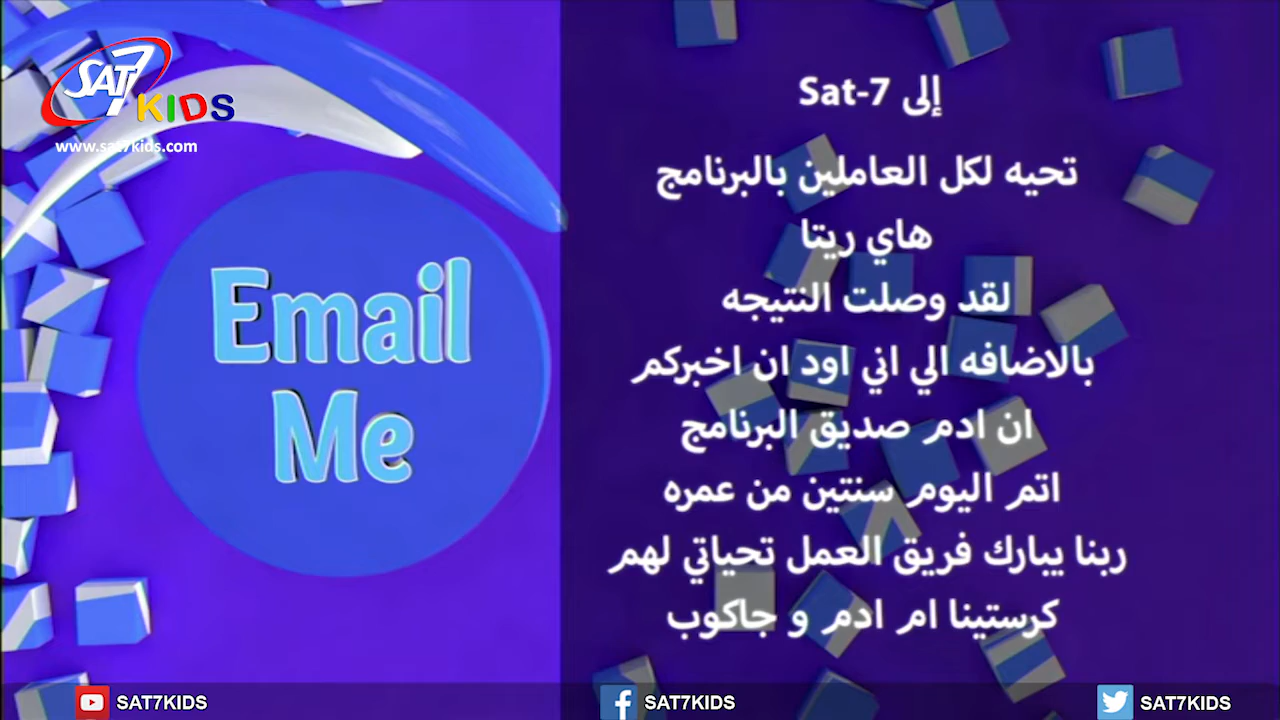 SAT7
KIDS
www.sat7kids.com
Email
Me
إلى Sat-7
تحيه لكل العاملين بالبرنامج
هاي ريتا
لقد وصلت النتيجه
بالاضافه الي اني اود ان اخبركم
ان ادم صديق البرنامج
اتم اليوم سنتين من عمره
ربنا يبارك فريق العمل تحياتي لهم
كرستينا ام ادم و جاكوب
SAT7KIDS
SAT7KIDS
SAT7KIDS